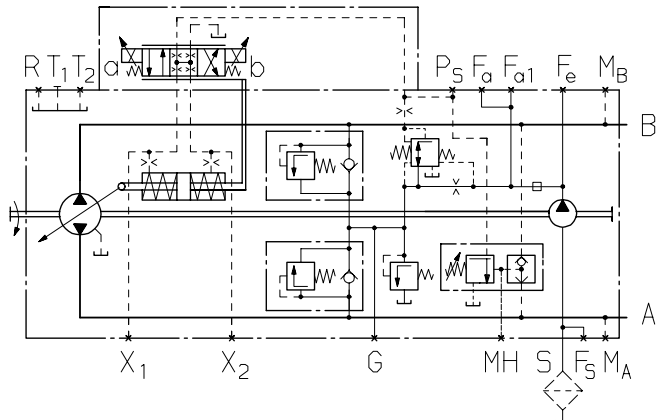 a b
R T1 T2 PS Fa Fa1 Fe MB
B
A
X1 X2 G MH S FS MA